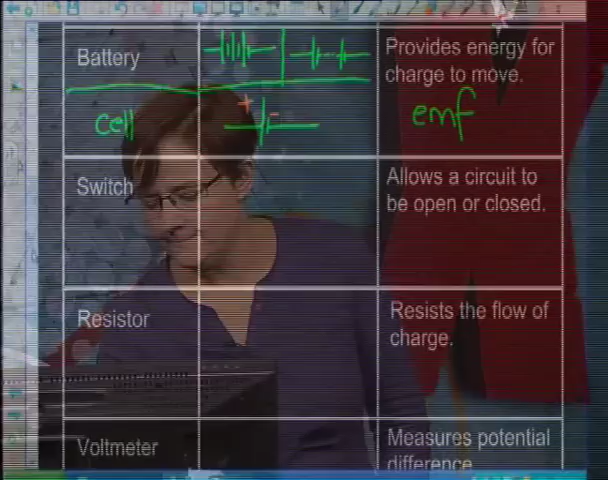 Battery
Provides energy for
charge to move.
cell
+
-
emf
Switch
Allows a circuit to
be open or closed.
Resistor
Resists the flow of
charge.
Voltmeter
Measures potential
difference